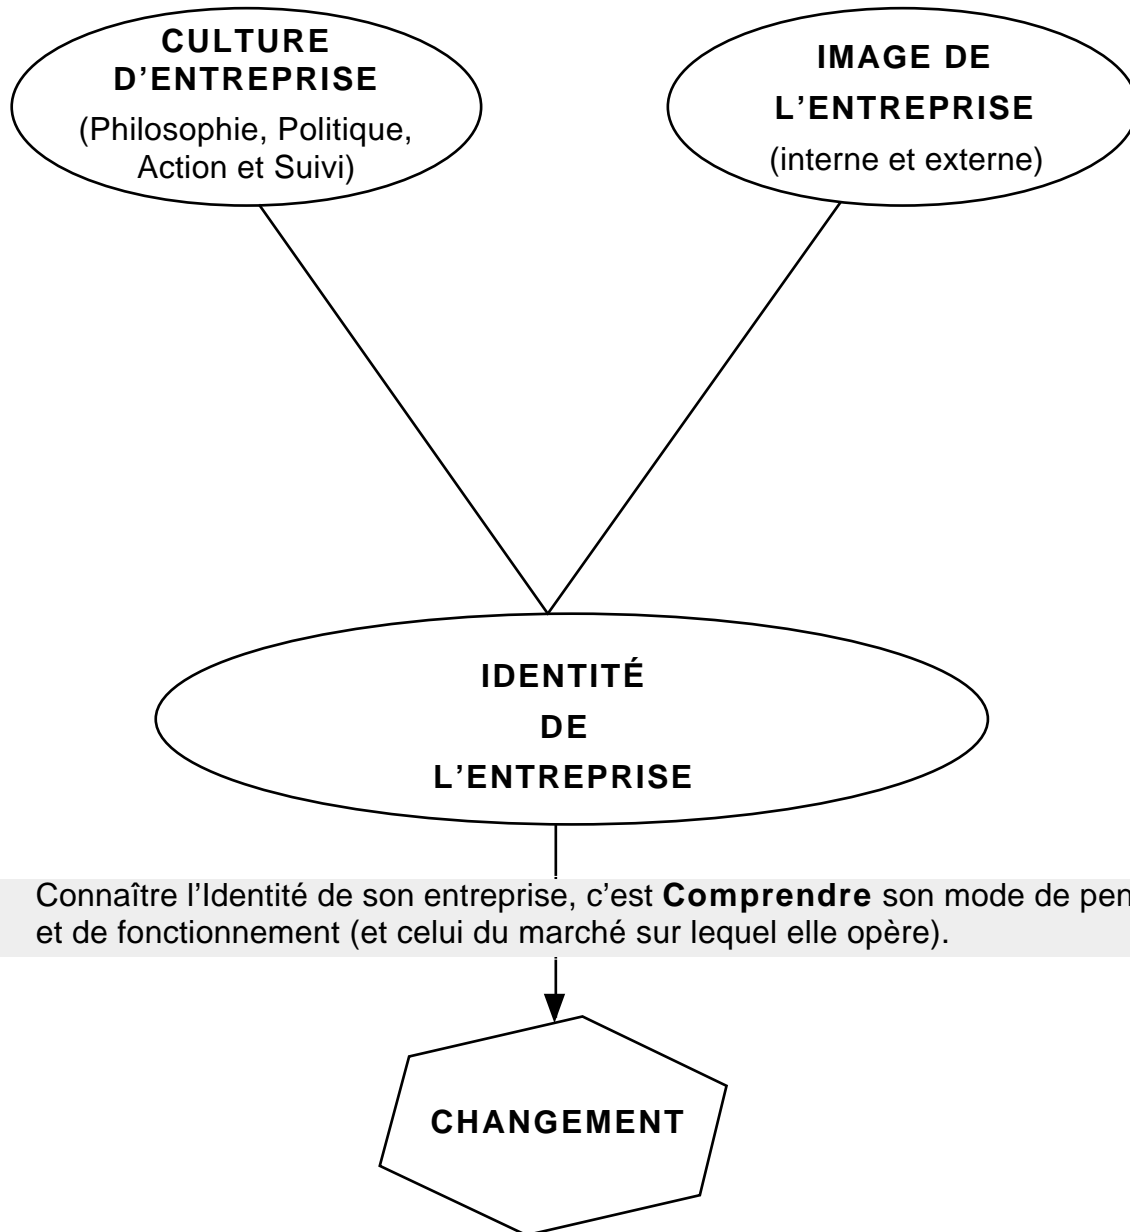 CULTURE
D’ENTREPRISE
(Philosophie, Politique,
Action et Suivi)
IMAGE DE
L’ENTREPRISE
(interne et externe)
IDENTITÉ
DE
L’ENTREPRISE
Connaître l’Identité de son entreprise, c’est Comprendre son mode de pen
et de fonctionnement (et celui du marché sur lequel elle opère).
CHANGEMENT